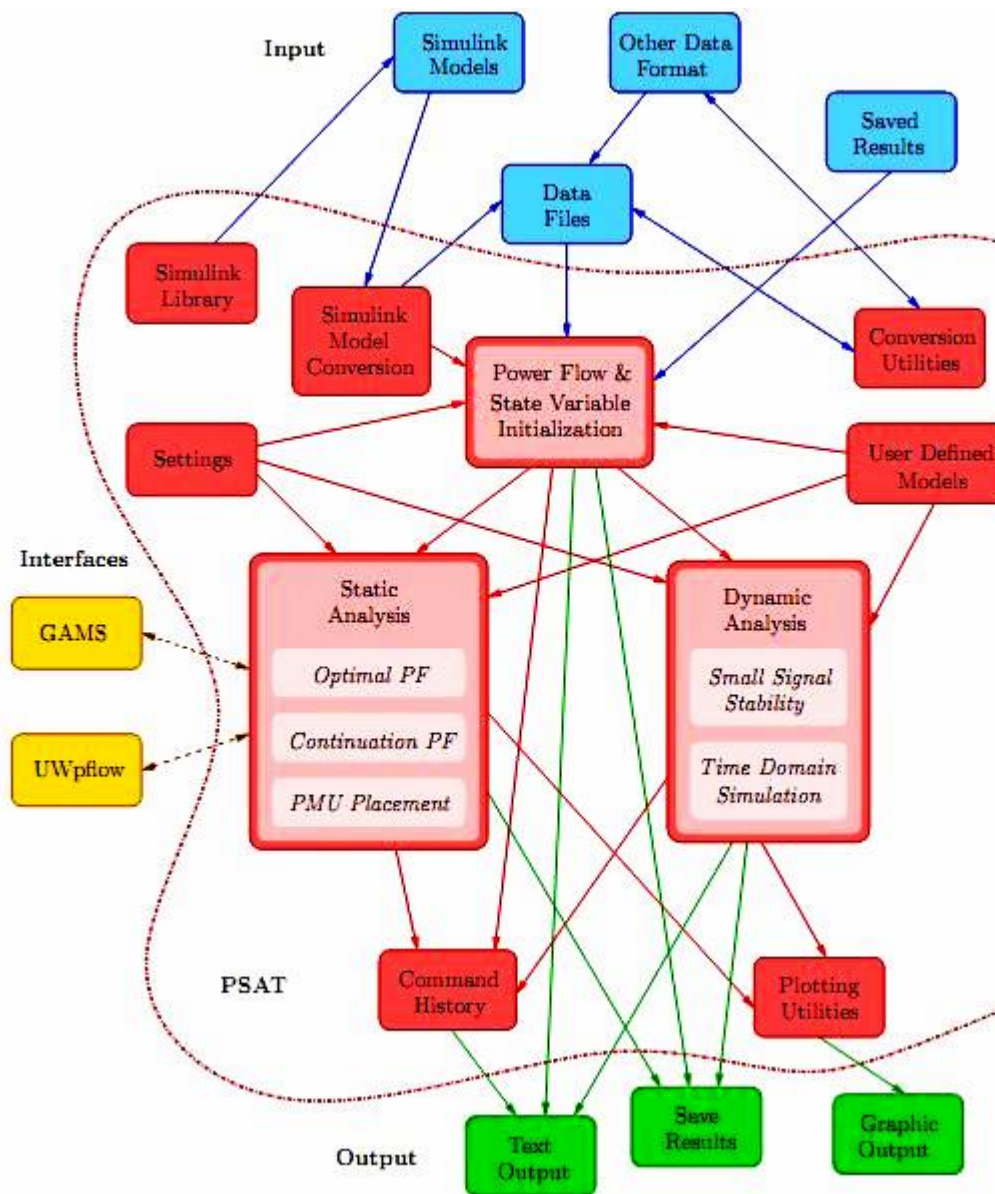 Input
Simulink
Models
Other Data
Format
Saved
Results
Data
Files
Simulink
Library
Simulink
Model
Conversion
Conversion
Utilities
Power Flow &
State Variable
Initialization
Settings
User Defined
Models
Interfaces
GAMS
UWpflow
Static
Analysis
Optimal PF
Continuation PF
PMU Placement
Dynamic
Analysis
Small Signal
Stability
Time Domain
Simulation
PSAT
Command
History
Plotting
Utilities
Output
Text
Output
Save
Results
Graphic
Output